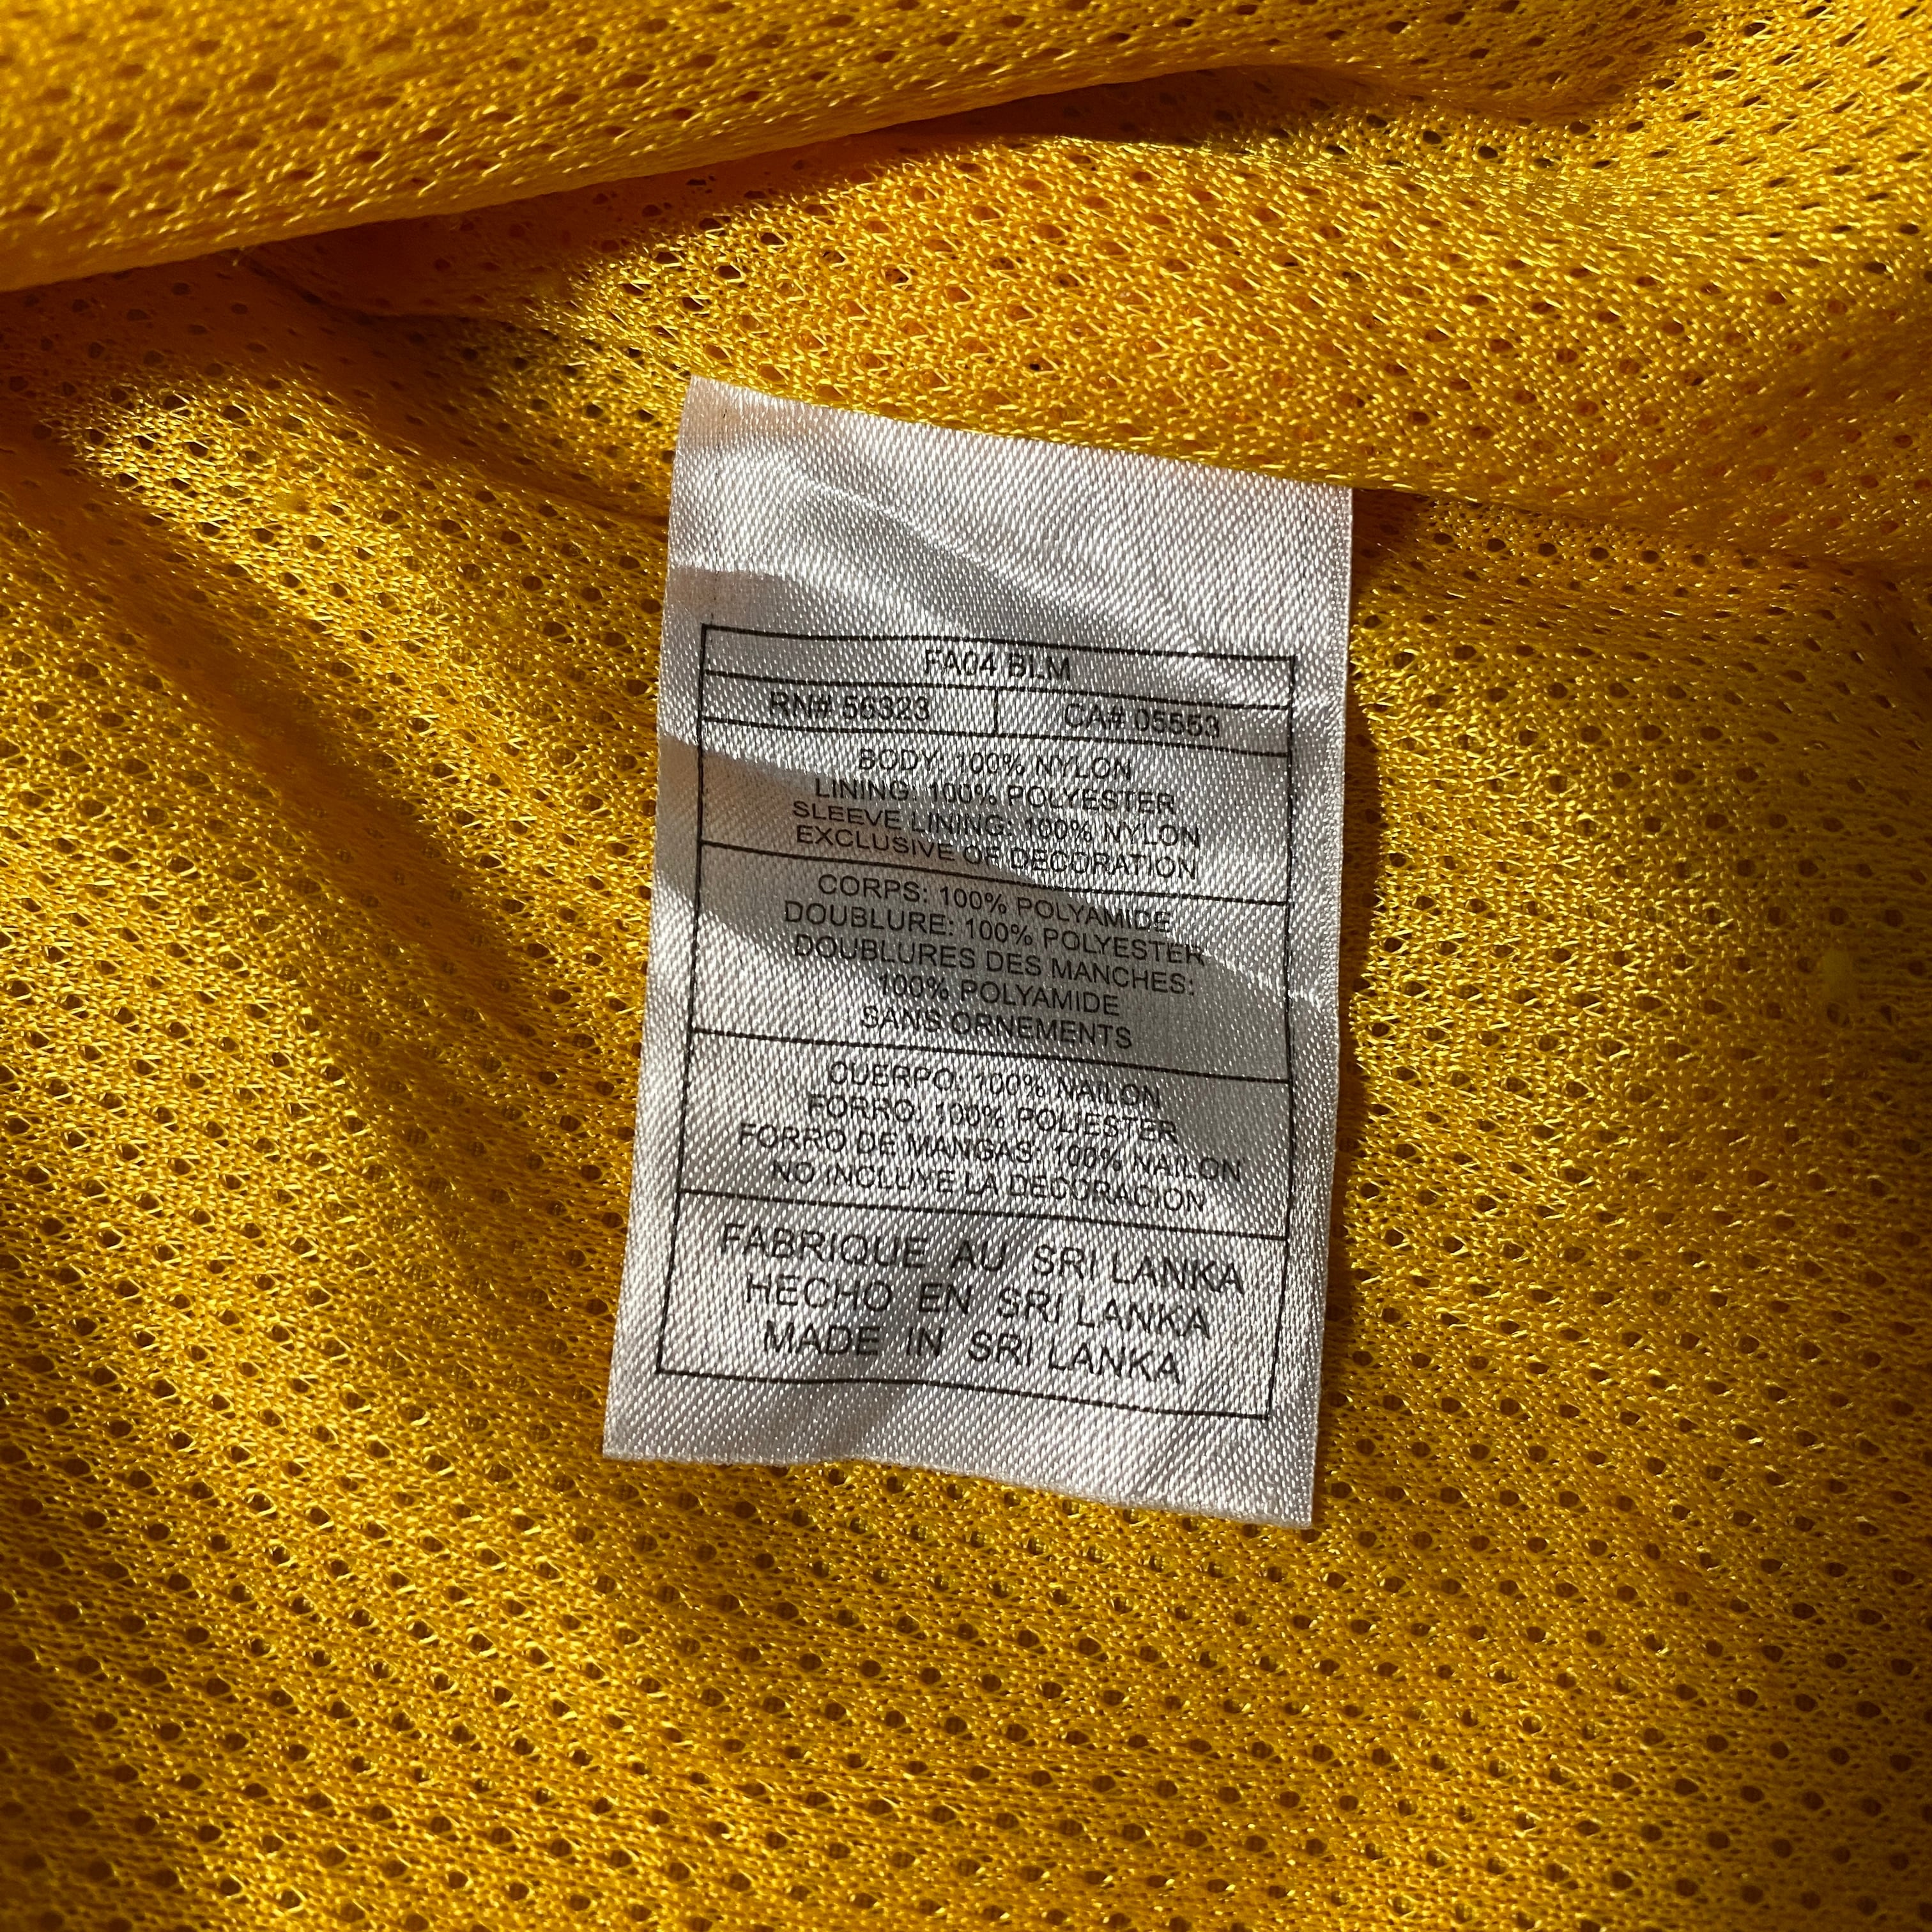 FA04 BLM
RN# 56323 CA# 05553
BODY: 100% NYLON
LINING: 100% POLYESTER
SLEEVE LINING: 100% NYLON
EXCLUSIVE OF DECORATION
CORPS: 100% POLYAMIDE
DOUBLURE: 100% POLYESTER
DOUBLURES DES MANCHES:
100% POLYAMIDE
SANS ORNEMENTS
CUERPO: 100% NAILON
FORRO: 100% POLIESTER
FORRO DE MANGAS: 100% NAILON
NO INCLUYE LA DECORACION
FABRIQUE AU SRI LANKA
HECHO EN SRI LANKA
MADE IN SRI LANKA